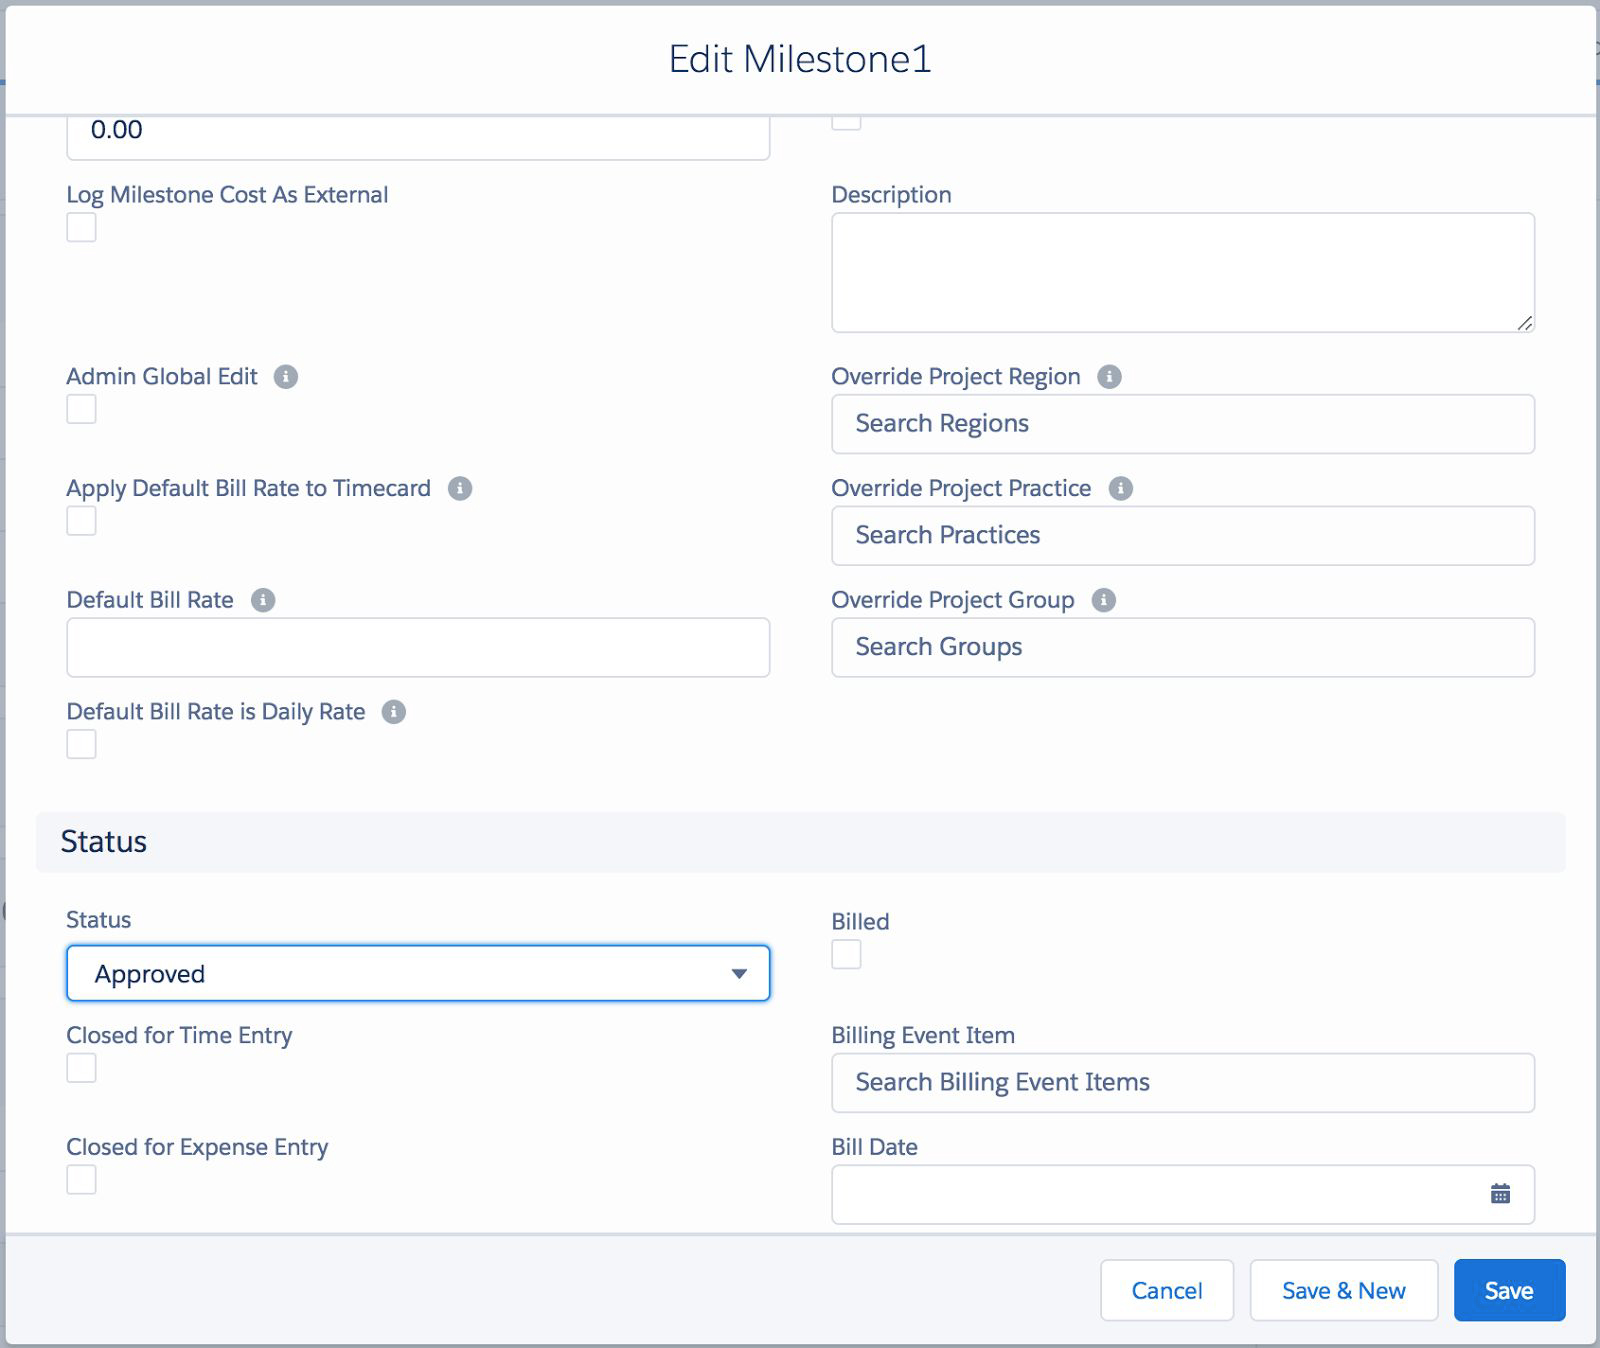 Edit Milestone1
0.00
Log Milestone Cost As External
Description
Admin Global Edit
Override Project Region
Search Regions
Apply Default Bill Rate to Timecard
Override Project Practice
Search Practices
Default Bill Rate
Override Project Group
Search Groups
Default Bill Rate is Daily Rate
Status
Status
Billed
Approved
Closed for Time Entry
Billing Event Item
Search Billing Event Items
Closed for Expense Entry
Bill Date
Cancel
Save & New
Save